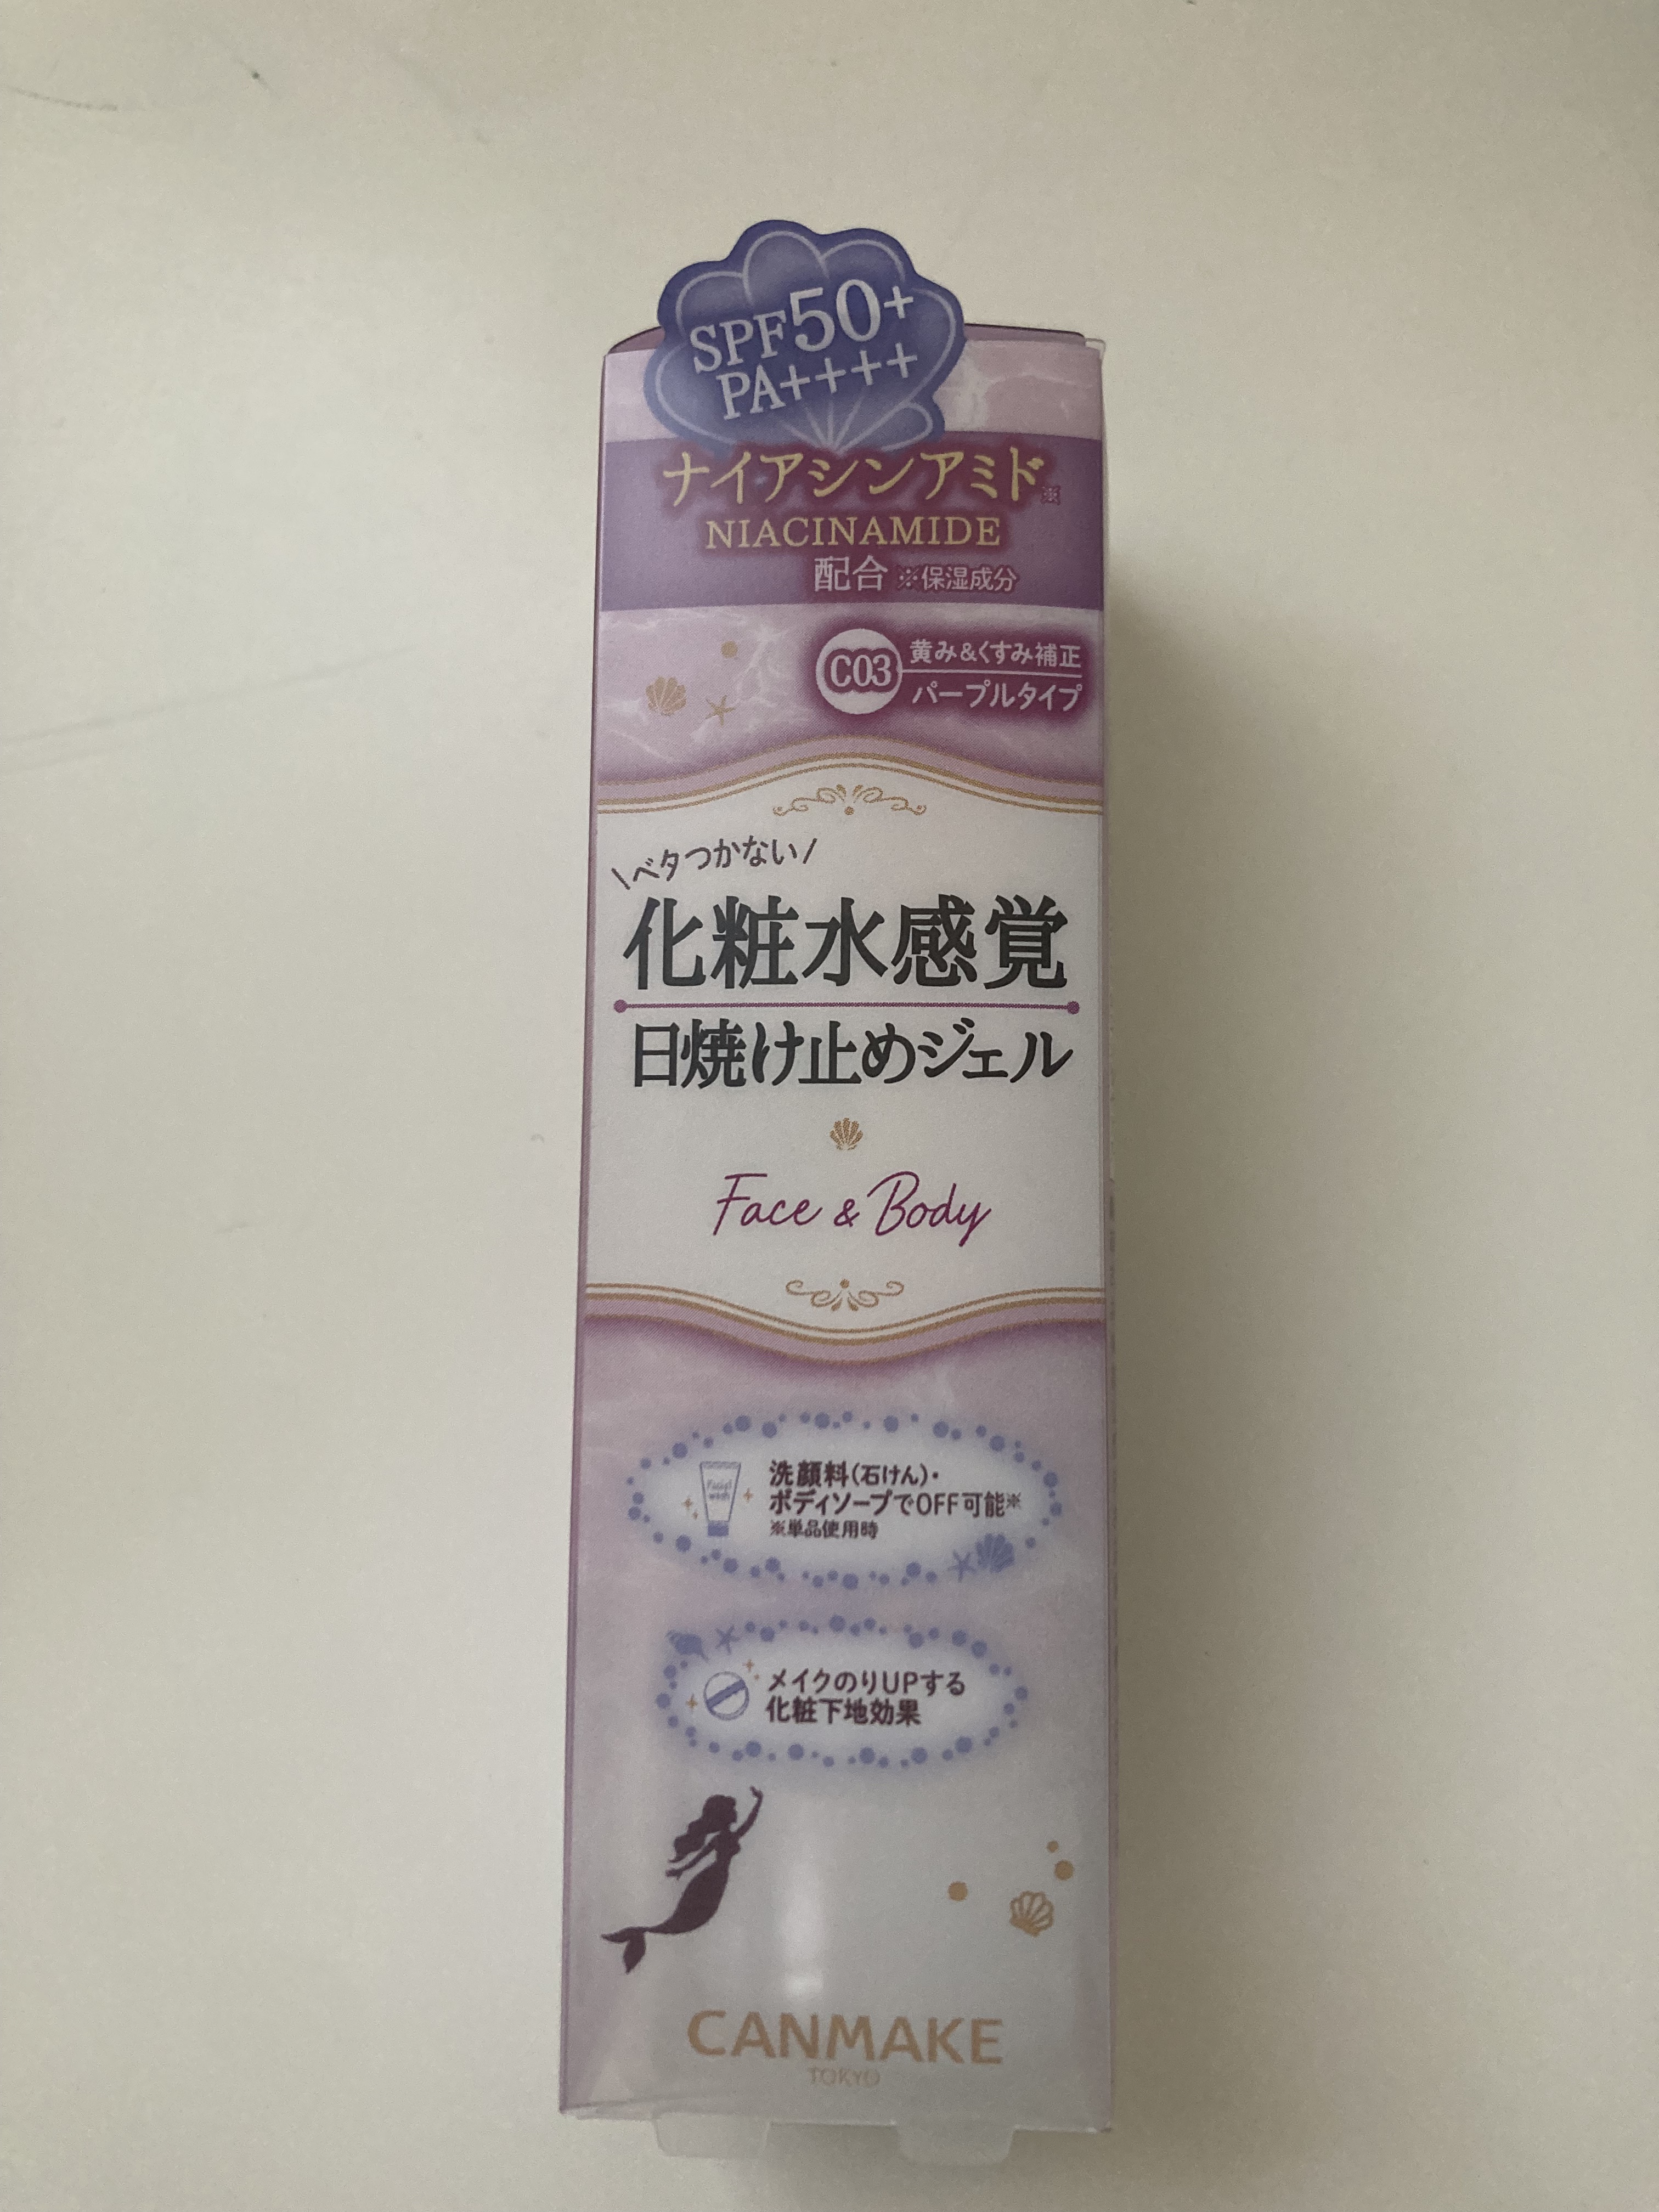 SPF50+
PA++++
ナイアシンアミド※
NIACINAMIDE
配合 ※保湿成分
C03 黄み&くすみ補正
パープルタイプ
\ベタつかない/
化粧水感覚
日焼け止めジェル
Face & Body
Facial
wash
洗顔料(石けん)・
ボディソープでOFF可能※
※単品使用時
メイクのりUPする
化粧下地効果
CANMAKE
TOKYO